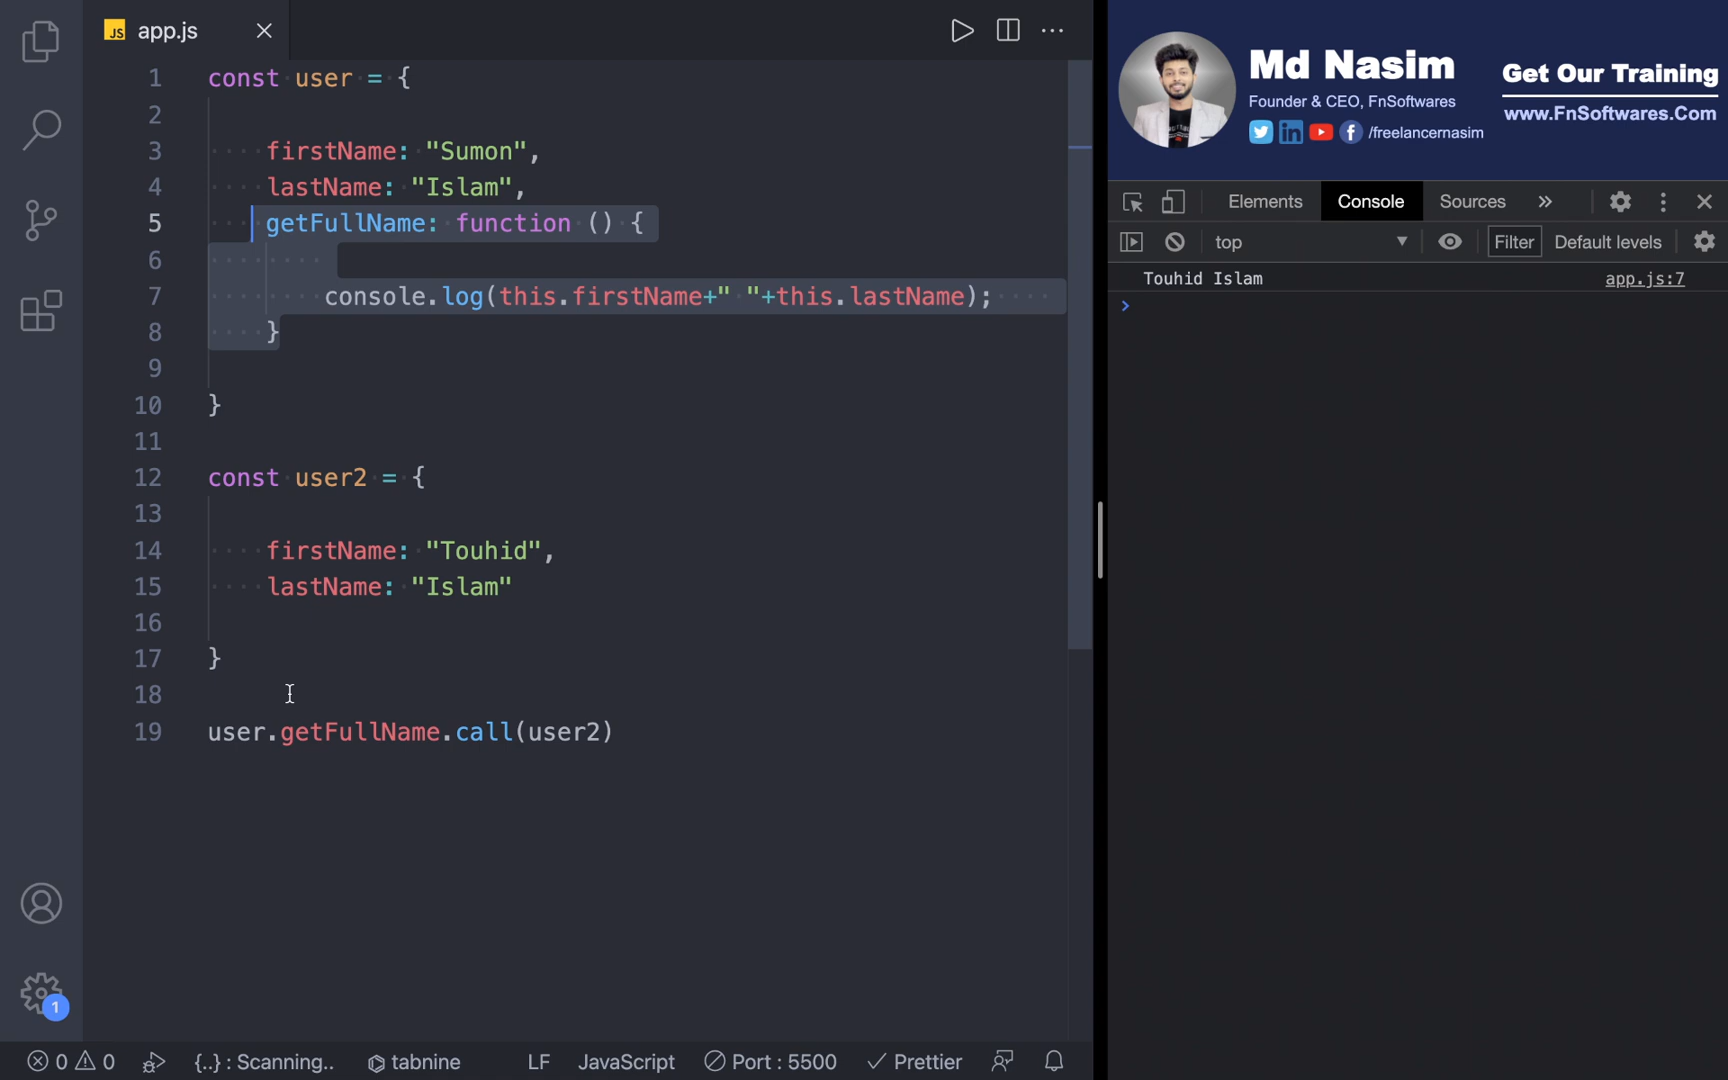 JS app.js
1 const user = {
2
3 firstName: "Sumon",
4 lastName: "Islam",
5 getFullName: function () {
6
7 console.log(this.firstName+" "+this.lastName);
8 }
9
10 }
11
12 const user2 = {
13
14 firstName: "Touhid",
15 lastName: "Islam"
16
17 }
18
19 user.getFullName.call(user2)
1
0 0 {..} : Scanning.. tabnine LF JavaScript Port : 5500 Prettier
Md Nasim
Founder & CEO, FnSoftwares
/freelancernasim
Get Our Training
www.FnSoftwares.Com
Elements Console Sources »
top Filter Default levels
Touhid Islam app.js:7